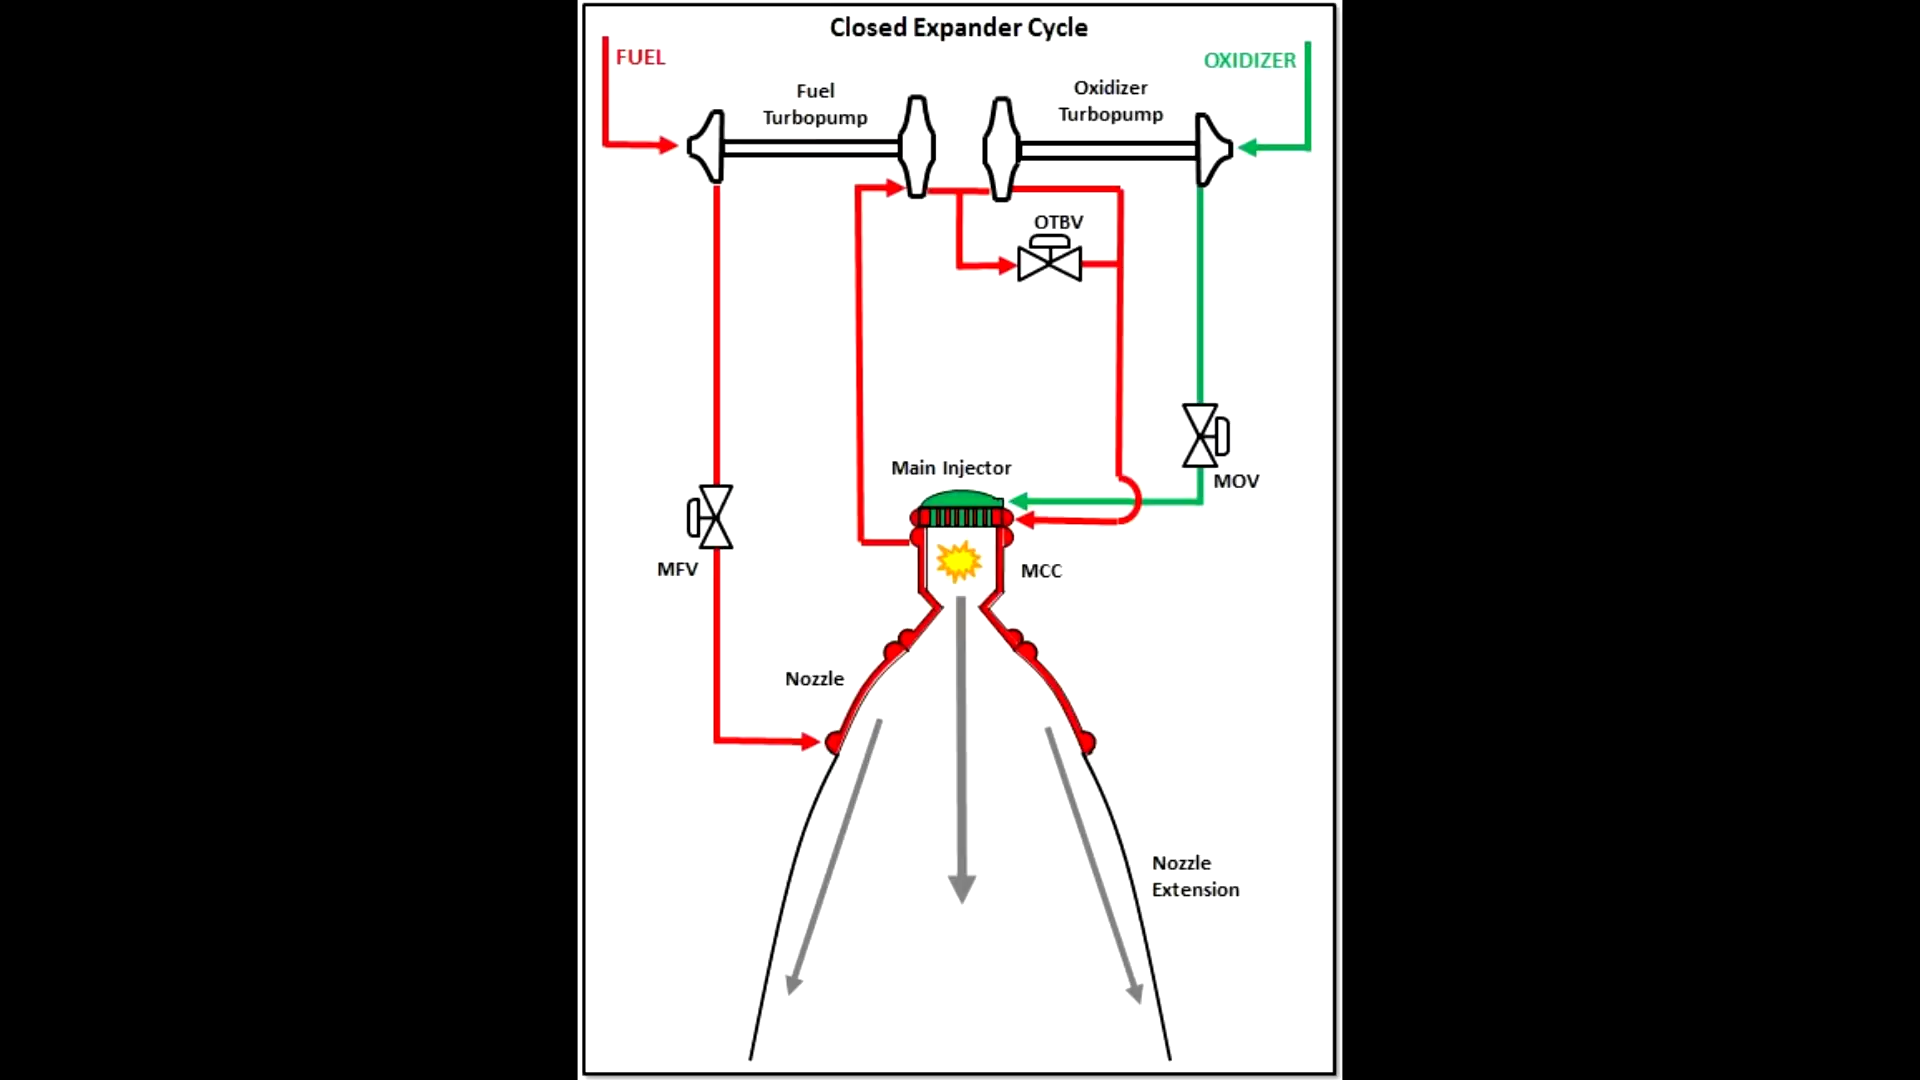 Closed Expander Cycle
FUEL
OXIDIZER
Fuel
Turbopump
Oxidizer
Turbopump
OTBV
Main Injector
MOV
MFV
MCC
Nozzle
Nozzle
Extension